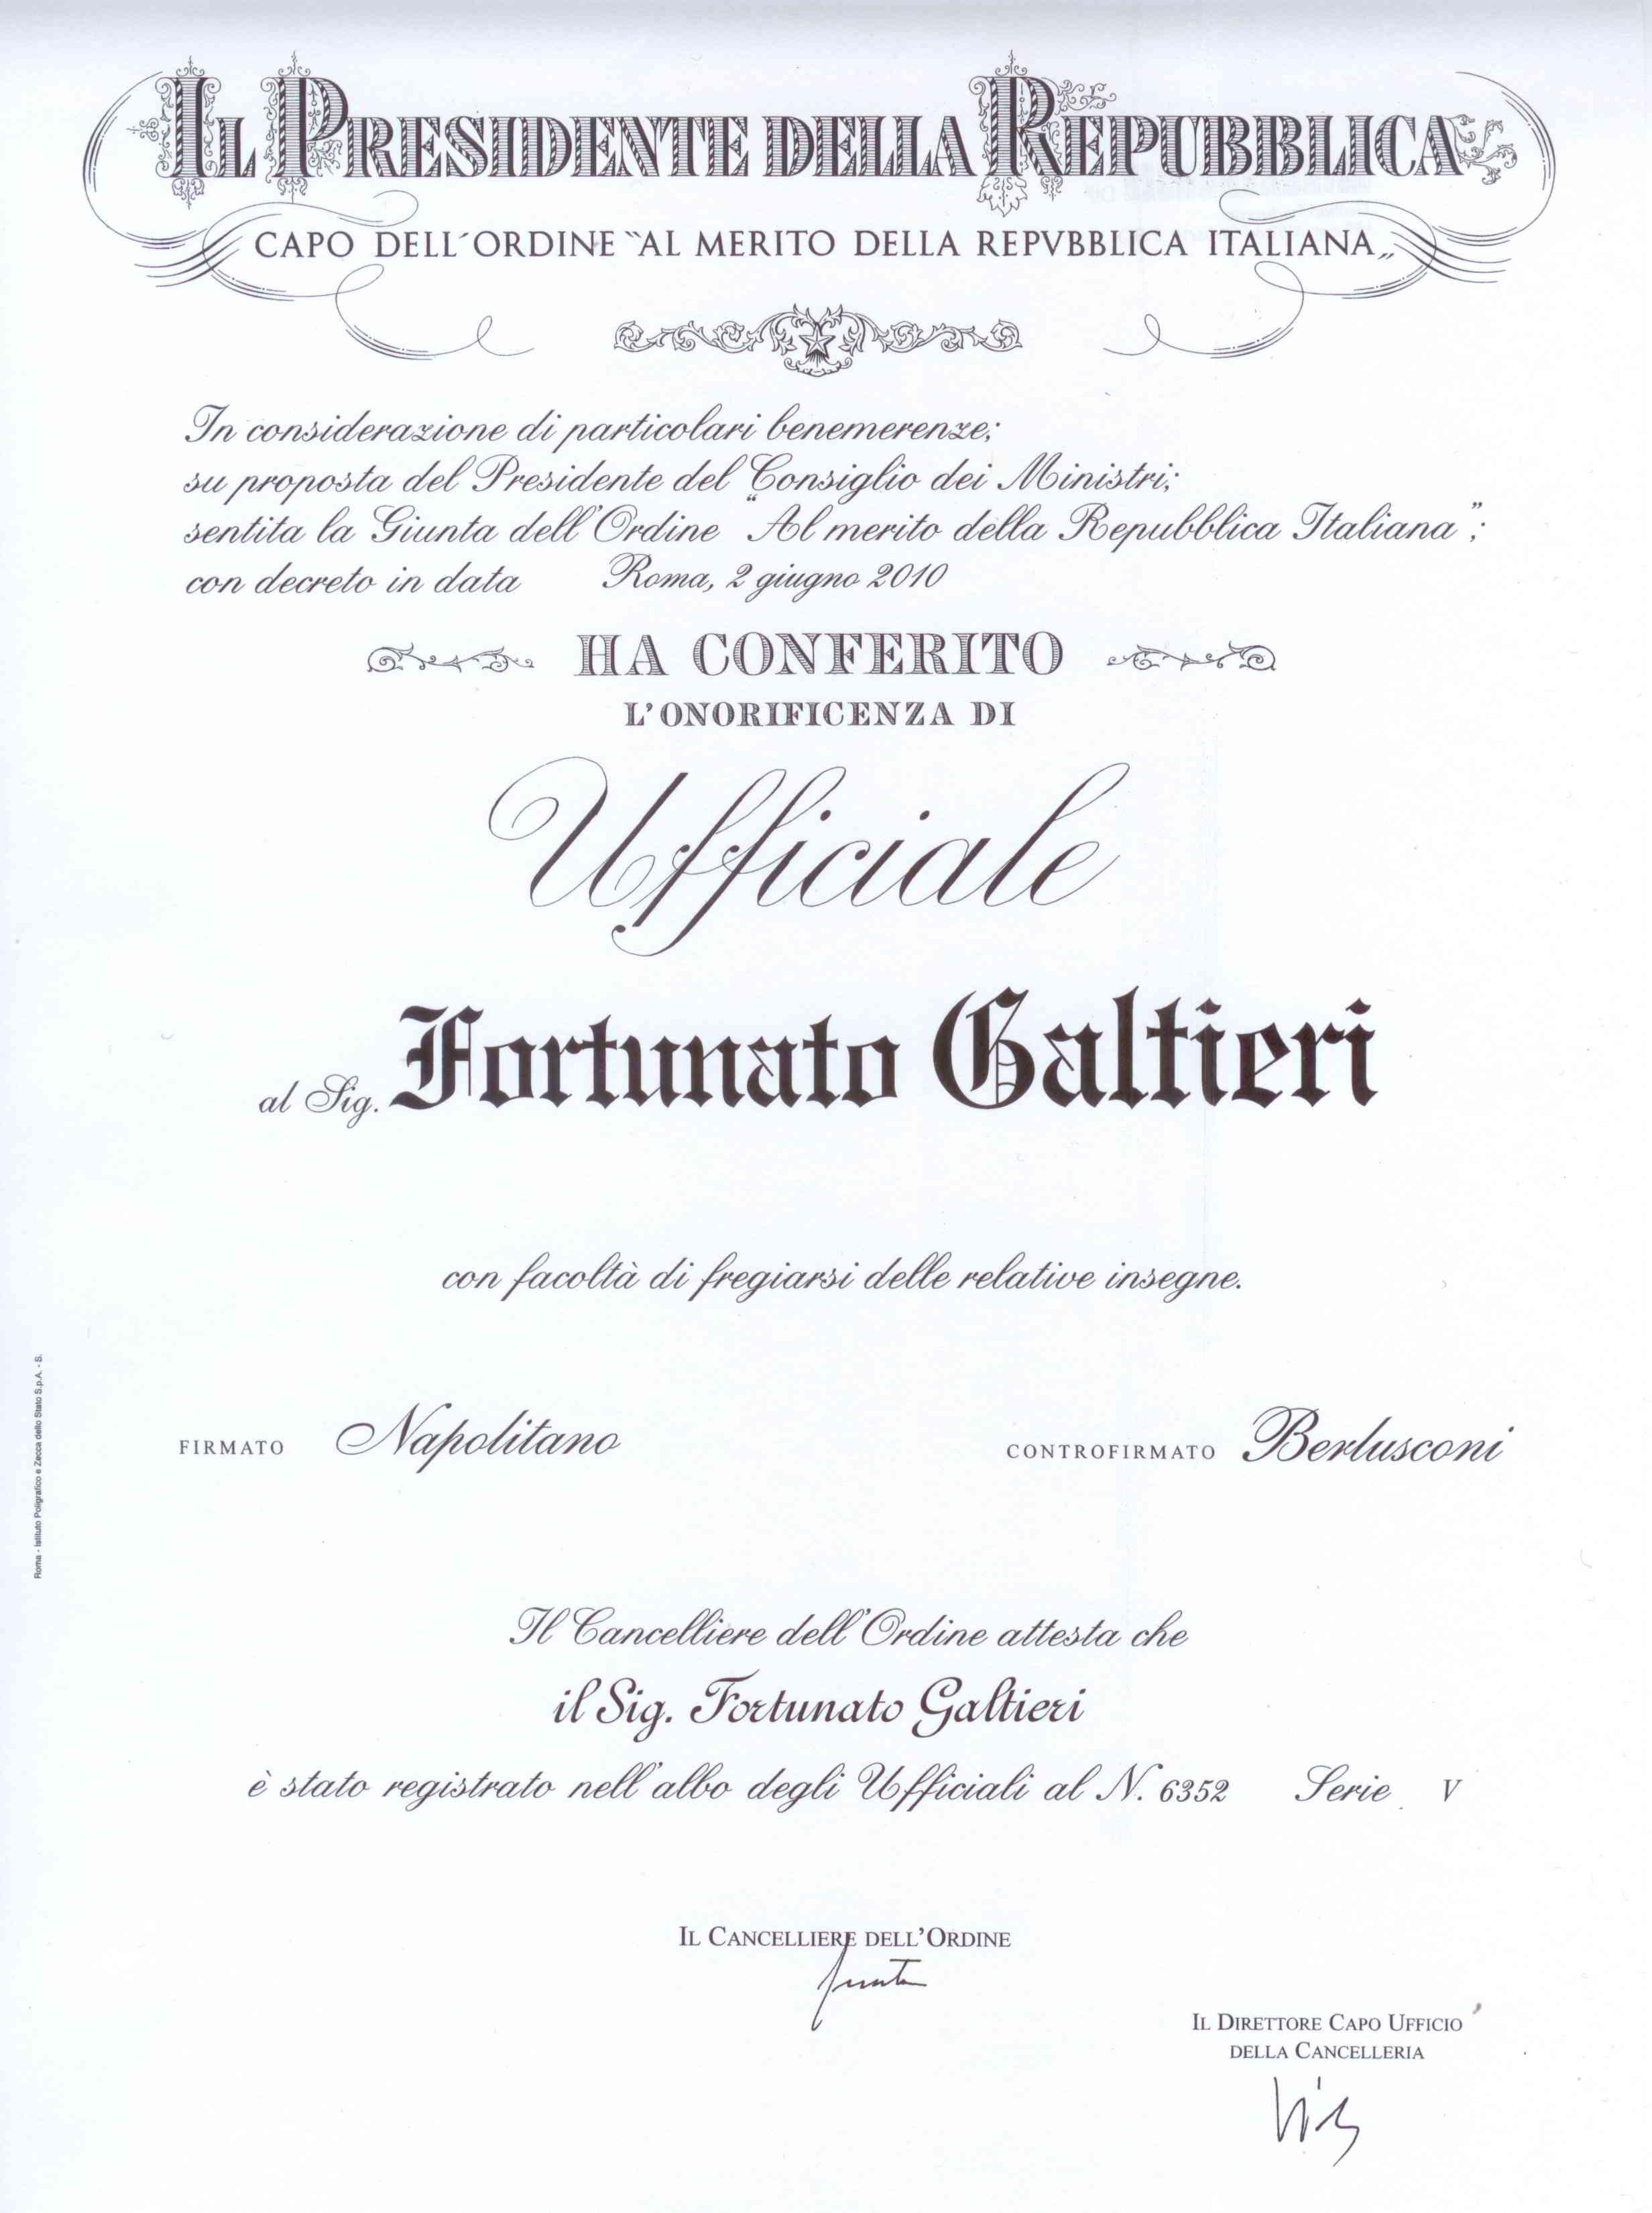 IL PRESIDENTE DELLA REPUBBLICA
CAPO DELL´ORDINE “AL MERITO DELLA REPVBBLICA ITALIANA„
In considerazione di particolari benemerenze;
su proposta del Presidente del Consiglio dei Ministri;
sentita la Giunta dell'Ordine "Al merito della Repubblica Italiana";
con decreto in data Roma, 2 giugno 2010
HA CONFERITO
L'ONORIFICENZA DI
Ufficiale
al Sig. Fortunato Galtieri
con facoltà di fregiarsi delle relative insegne.
FIRMATO Napolitano CONTROFIRMATO Berlusconi
Il Cancelliere dell'Ordine attesta che
il Sig. Fortunato Galtieri
è stato registrato nell'albo degli Ufficiali al N. 6352 Serie V
IL CANCELLIERE DELL'ORDINE
IL DIRETTORE CAPO UFFICIO
DELLA CANCELLERIA
Roma - Istituto Poligrafico e Zecca dello Stato S.p.A. - S.